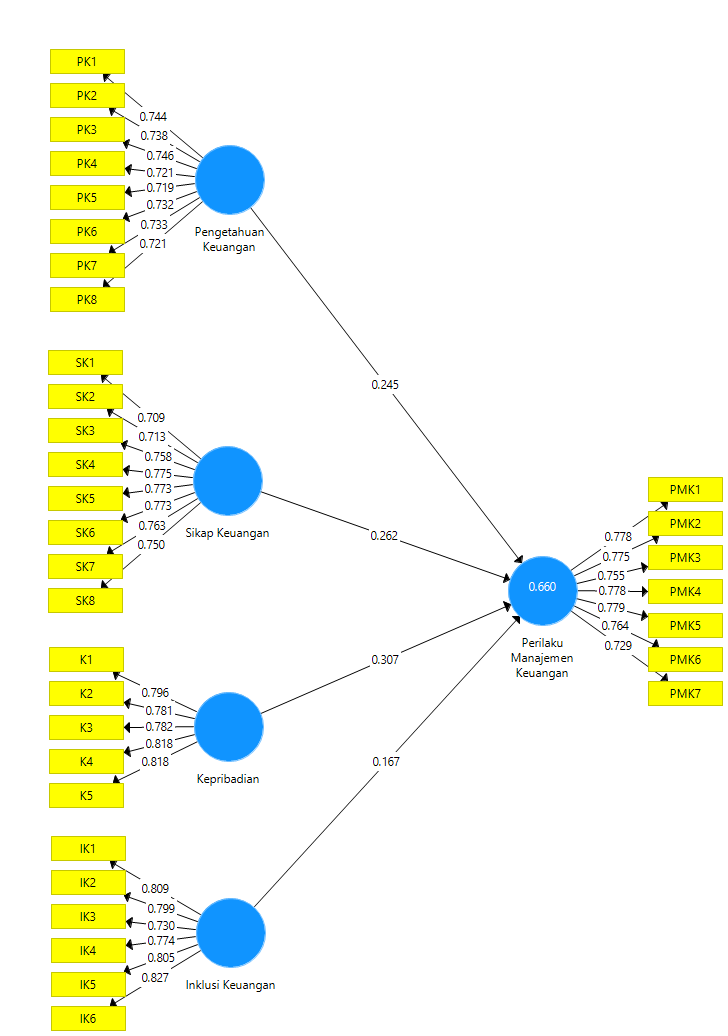 PK1
PK2
PK3
PK4
PK5
PK6
PK7
PK8
0.744
0.738
0.746
0.721
0.719
0.732
0.733
0.721
Pengetahuan
Keuangan
0.245
SK1
SK2
SK3
SK4
SK5
SK6
SK7
SK8
0.709
0.713
0.758
0.775
0.773
0.773
0.763
0.750
Sikap Keuangan
0.262
K1
K2
K3
K4
K5
0.796
0.781
0.782
0.818
0.818
Kepribadian
0.307
IK1
IK2
IK3
IK4
IK5
IK6
0.809
0.799
0.730
0.774
0.805
0.827
Inklusi Keuangan
0.167
0.660
Perilaku
Manajemen
Keuangan
0.778
0.775
0.755
0.778
0.779
0.764
0.729
PMK1
PMK2
PMK3
PMK4
PMK5
PMK6
PMK7